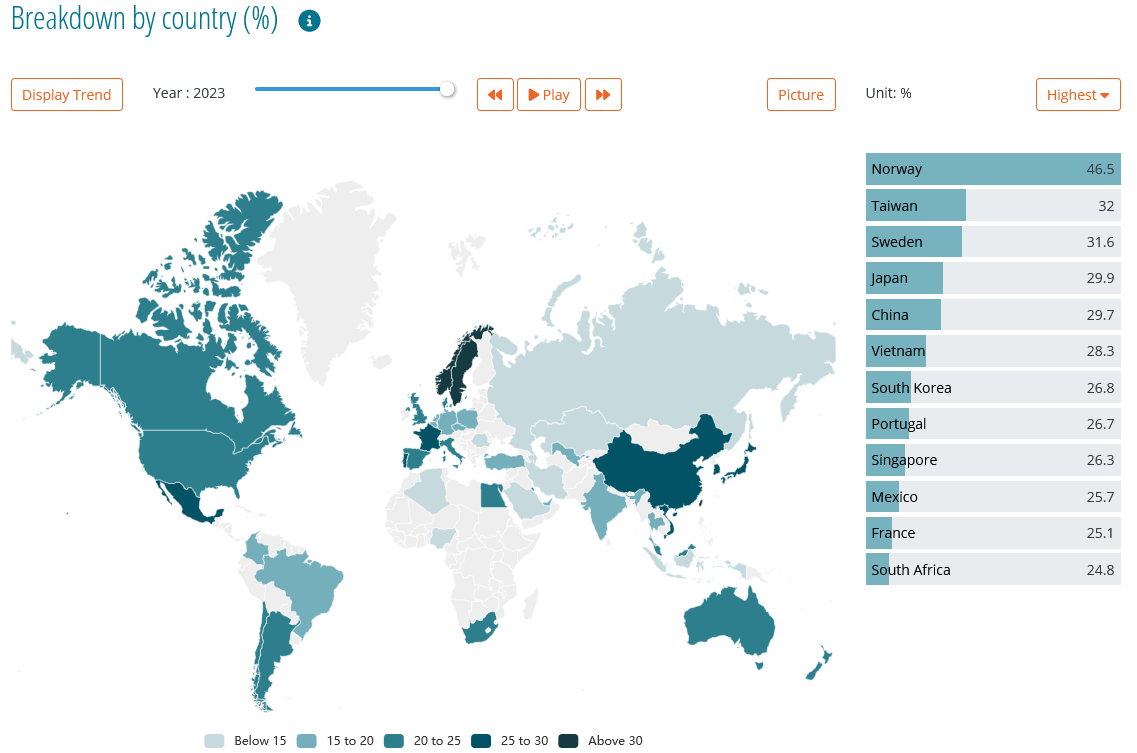 Breakdown by country (%)
Display Trend
Year : 2023
Play
Picture
Unit: %
Highest
Norway 46.5
Taiwan 32
Sweden 31.6
Japan 29.9
China 29.7
Vietnam 28.3
South Korea 26.8
Portugal 26.7
Singapore 26.3
Mexico 25.7
France 25.1
South Africa 24.8
Below 15 15 to 20 20 to 25 25 to 30 Above 30